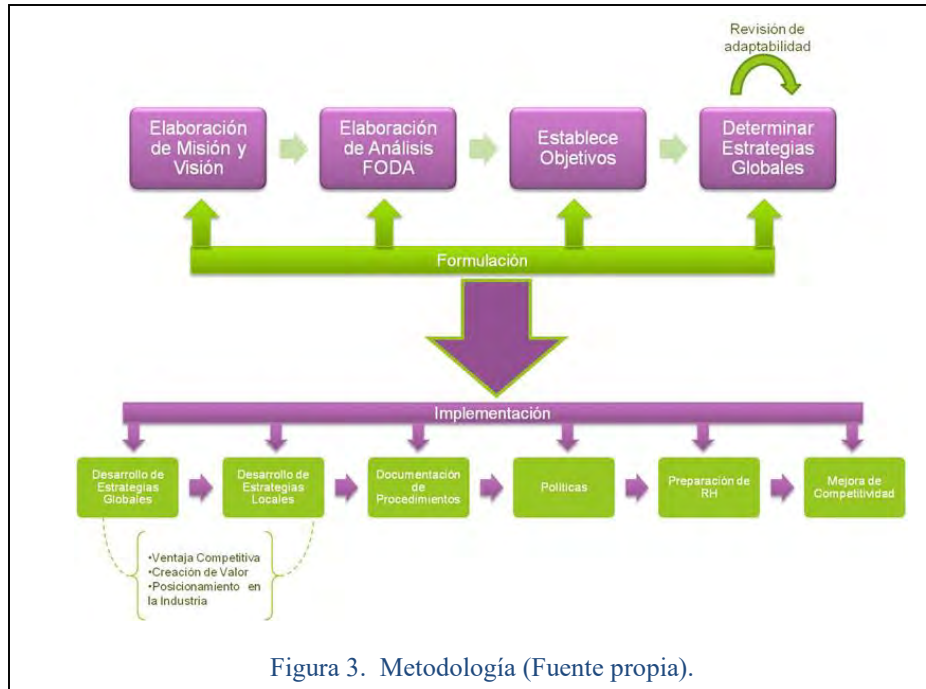 Revisión de
adaptabilidad
Elaboración
de Misión y
Visión
Elaboración
de Análisis
FODA
Establece
Objetivos
Determinar
Estrategias
Globales
Formulación
Implementación
Desarrollo de
Estrategias
Globales
Desarrollo de
Estrategias
Locales
Documentación
de
Procedimientos
Políticas
Preparación de
RH
Mejora de
Competitividad
•Ventaja Competitiva
•Creación de Valor
•Posicionamiento en
la Industria
Figura 3. Metodología (Fuente propia).